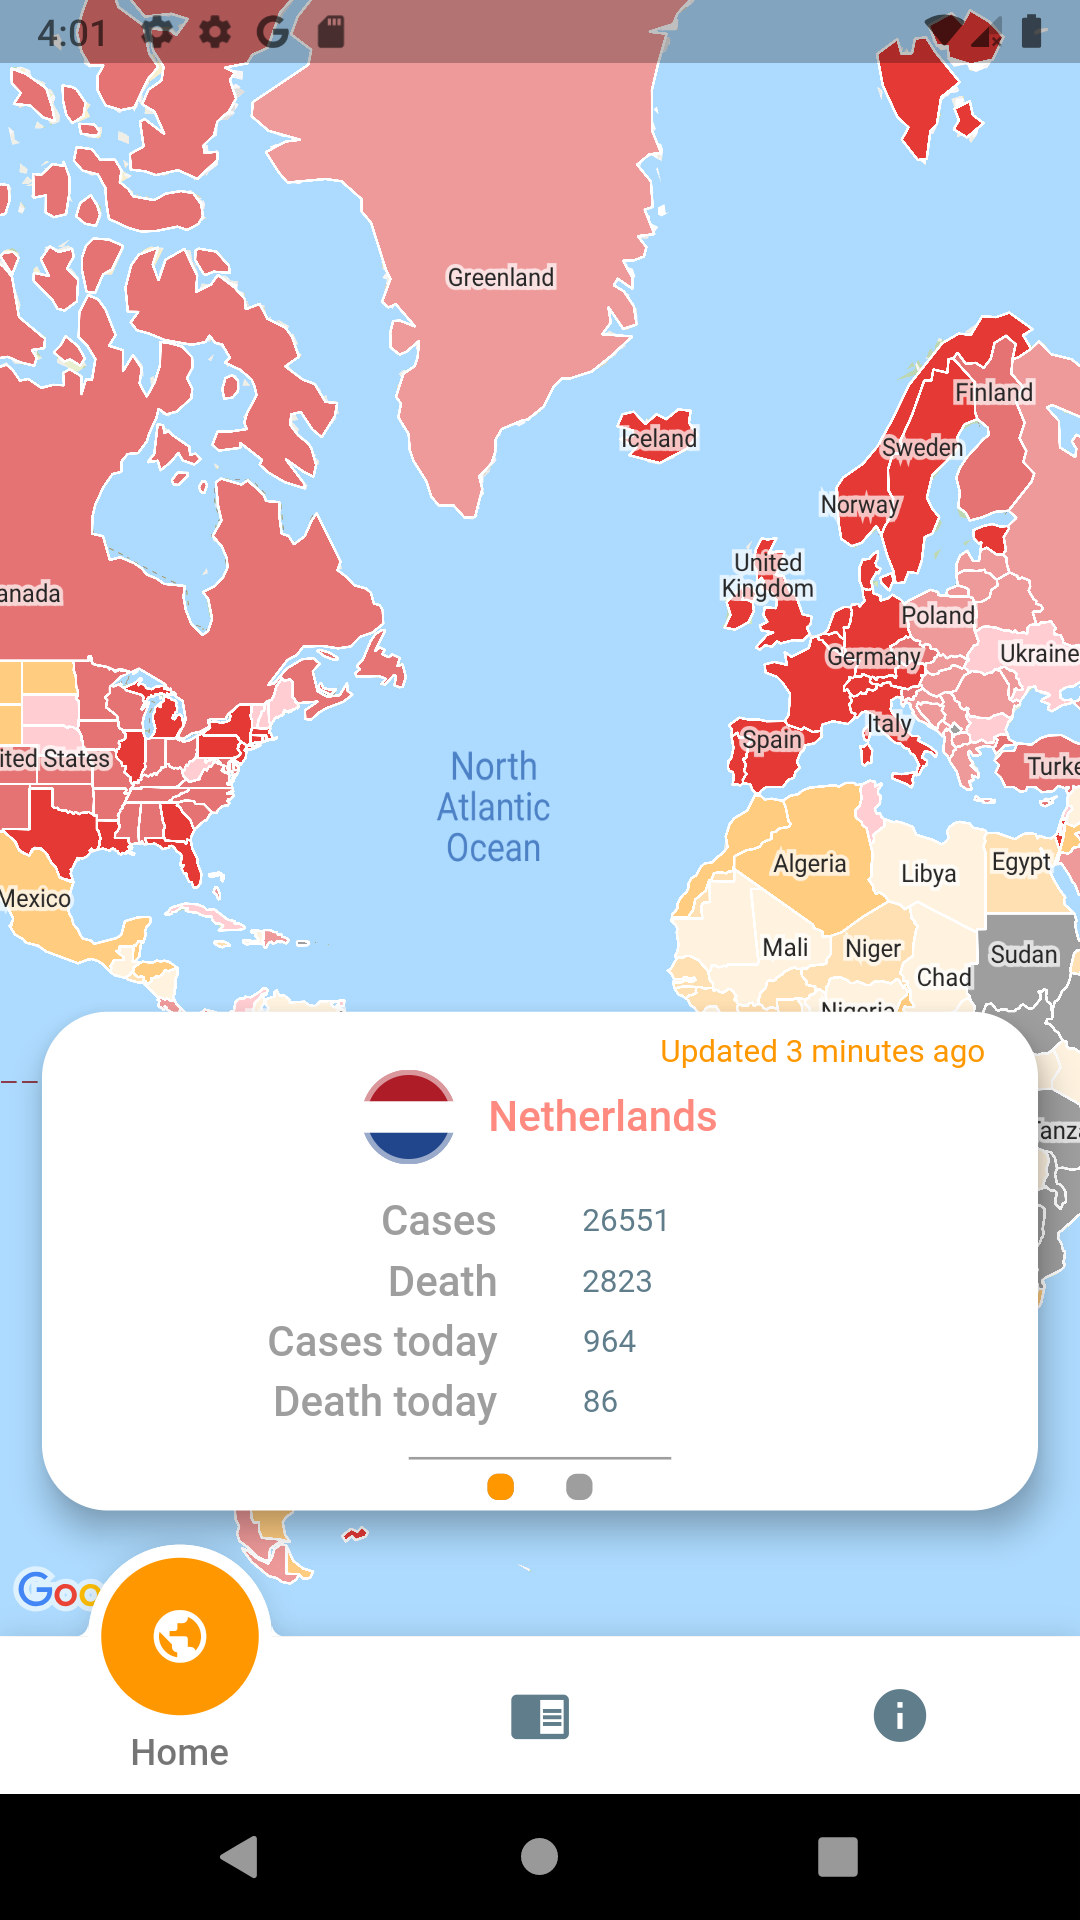 4:01
Greenland
Finland
Iceland
Sweden
Norway
United
Kingdom
anada
Poland
Germany
Ukraine
Italy
Spain
ited States
Turke
North
Atlantic
Ocean
Algeria
Libya
Egypt
Mexico
Mali
Niger
Sudan
Chad
Nigeria
Updated 3 minutes ago
Netherlands
Tanza
Cases 26551
Death 2823
Cases today 964
Death today 86
Goo
Home